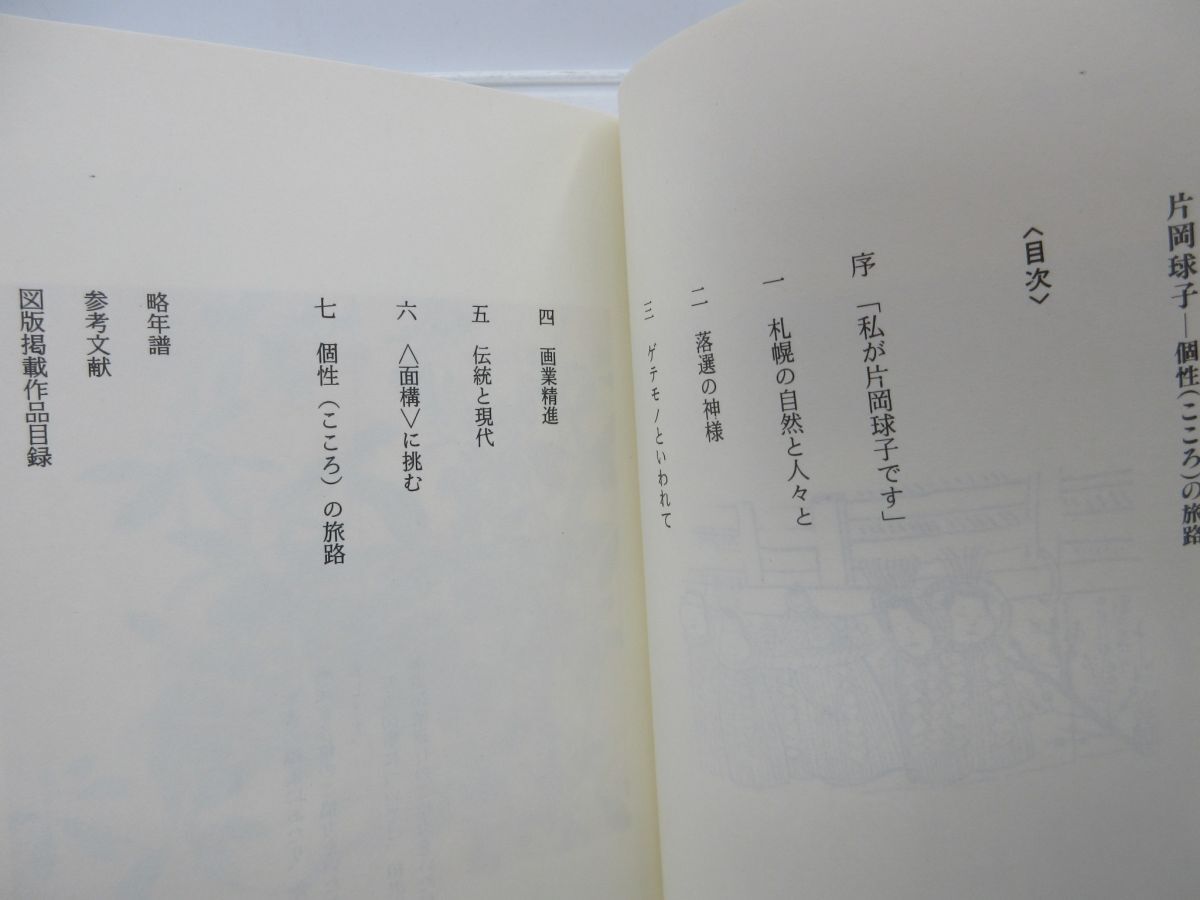 片岡球子―個性(こころ)の旅路
〈目次〉
序 「私が片岡球子です」
一 札幌の自然と人々と
二 落選の神様
三 ゲテモノといわれて
四 画業精進
五 伝統と現代
六 〈面構〉に挑む
七 個性(こころ)の旅路
略年譜
参考文献
図版掲載作品目録